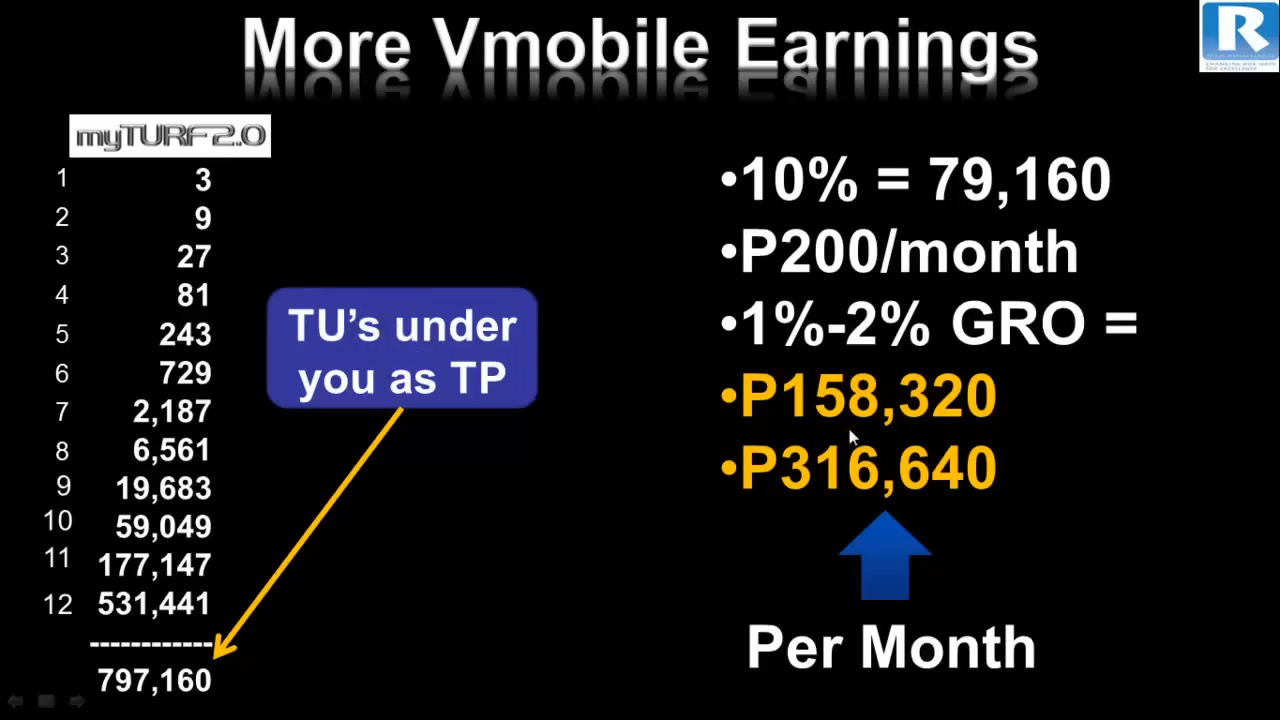 More Vmobile Earnings
R
myTURF2.0
1 3
2 9
3 27
4 81
5 243
6 729
7 2,187
8 6,561
9 19,683
10 59,049
11 177,147
12 531,441
------------
797,160
TU's under
you as TP
•10% = 79,160
•P200/month
•1%-2% GRO =
•P158,320
•P316,640
Per Month